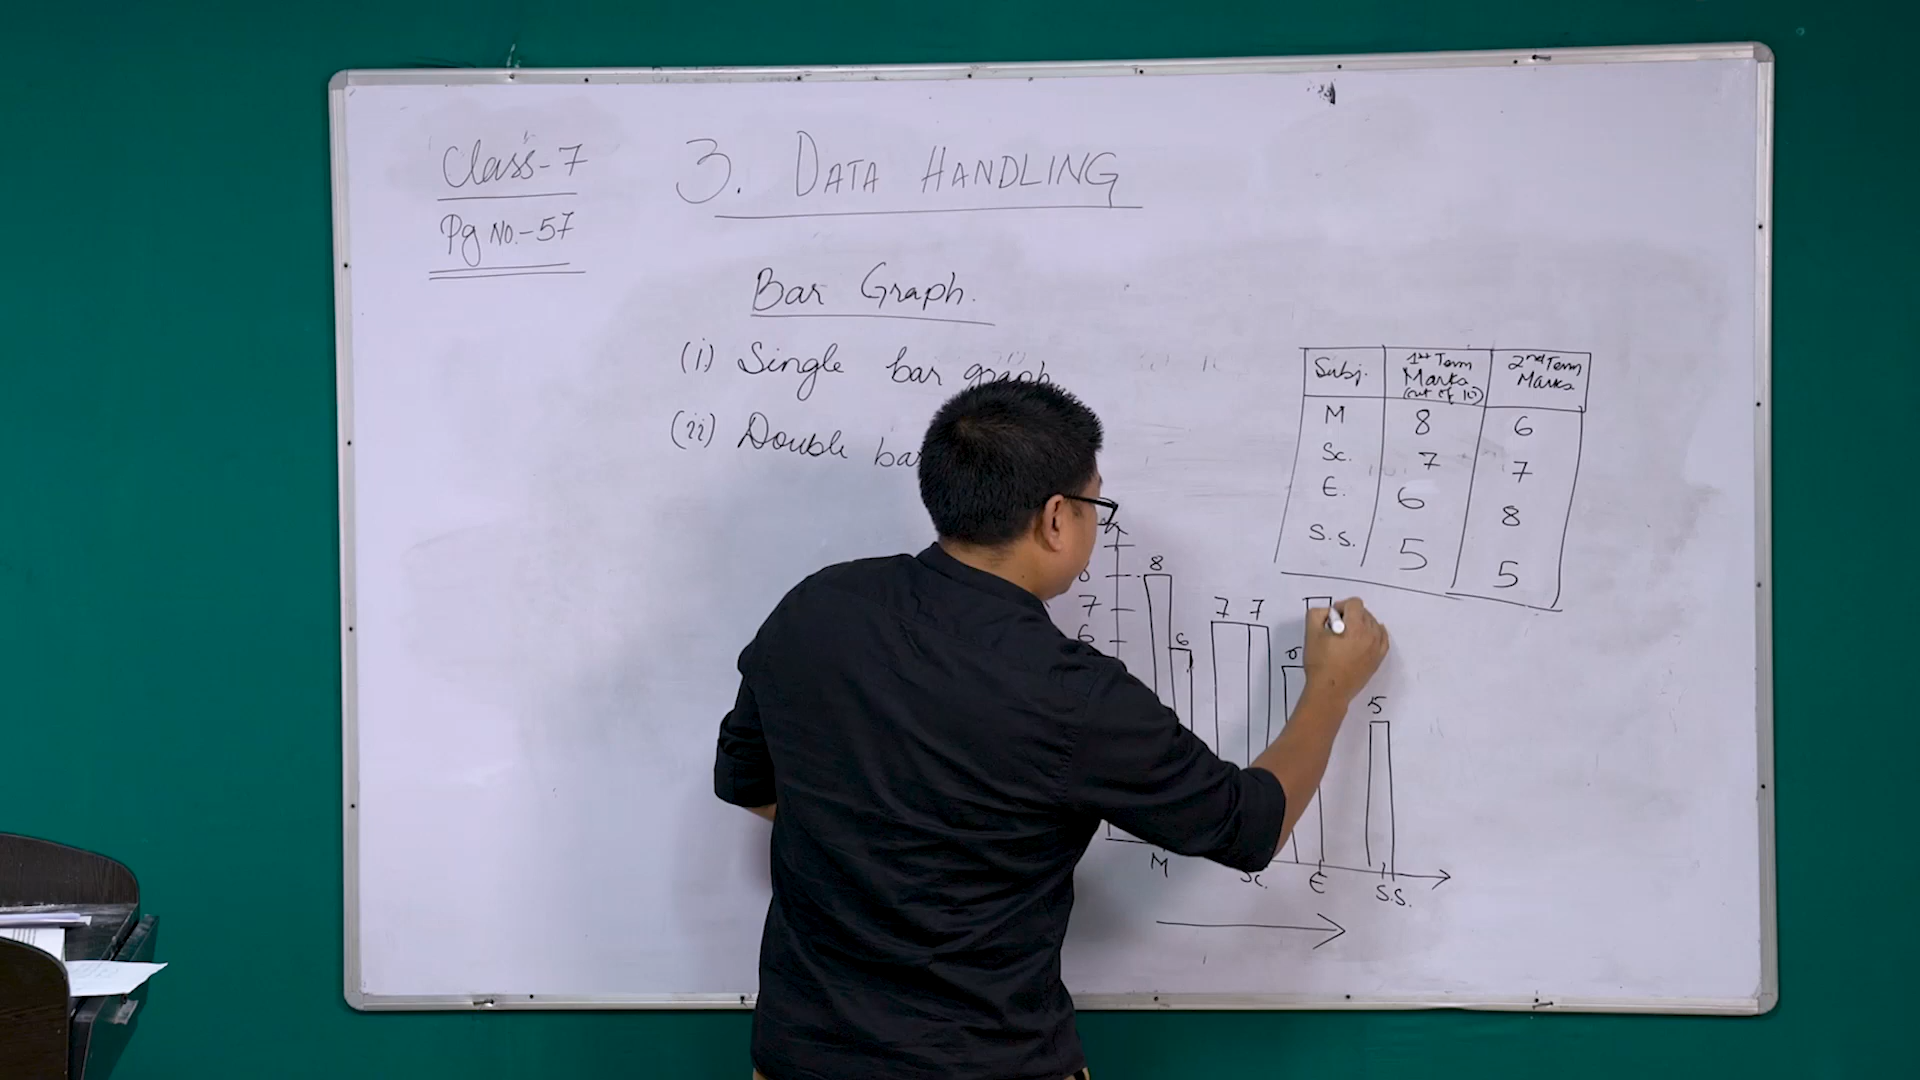 Class-7
Pg No.-57
3. DATA HANDLING
Bar Graph.
(i) Single bar graph
(ii) Double bar
Subj. 1st Term Marks (out of 10) 2nd Term Marks
M 8 6
Sc. 7 7
E. 6 8
S.S. 5 5
8
7
6
8
6
7 7
6
5
M Sc. E S.S.